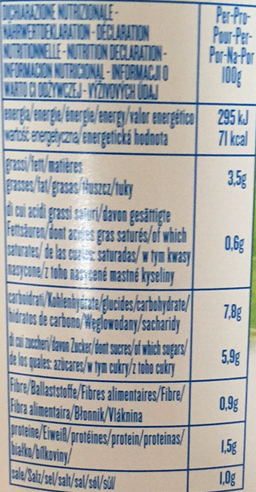 DICHIARAZIONE NUTRIZIONALE -
NÄHRWERTDEKLARATION - DÉCLARATION
NUTRITIONNELLE - NUTRITION DECLARATION -
INFORMACIÓN NUTRICIONAL - INFORMACJI O
WARTOŚCI ODŻYWCZEJ - VÝŽIVOVÝCH ÚDAJ
Per-Pro-
Pour-Per-
Por-Na-Por
100g
energia/energie/énergie/energy/valor energético
wartość energetyczna/energetická hodnota
295 kJ
71 kcal
grassi/Fett/matières
grasses/fat/grasas/tłuszcz/tuky
3,5g
di cui acidi grassi saturi/davon gesättigte
Fettsäuren/dont acides gras saturés/of which
saturates/de las cuales: saturadas/w tym kwasy
nasycone/z toho nasycené mastné kyseliny
0,6g
carboidrati/Kohlenhydrate/glucides/carbohydrate/
hidratos de carbono/Węglowodany/sacharidy
7,8g
di cui zuccheri/davon Zucker/dont sucres/of which sugars/
de los quales: azúcares/w tym cukry/z toho cukry
5,9g
Fibre/Ballaststoffe/Fibres alimentaires/Fibre/
Fibra alimentaria/Błonnik/Vláknina
0,9g
proteine/Eiweiß/protéines/protein/proteínas/
białko/bílkoviny/
1,5g
sale/Salz/sel/salt/sal/sól/sůl/
1,0g